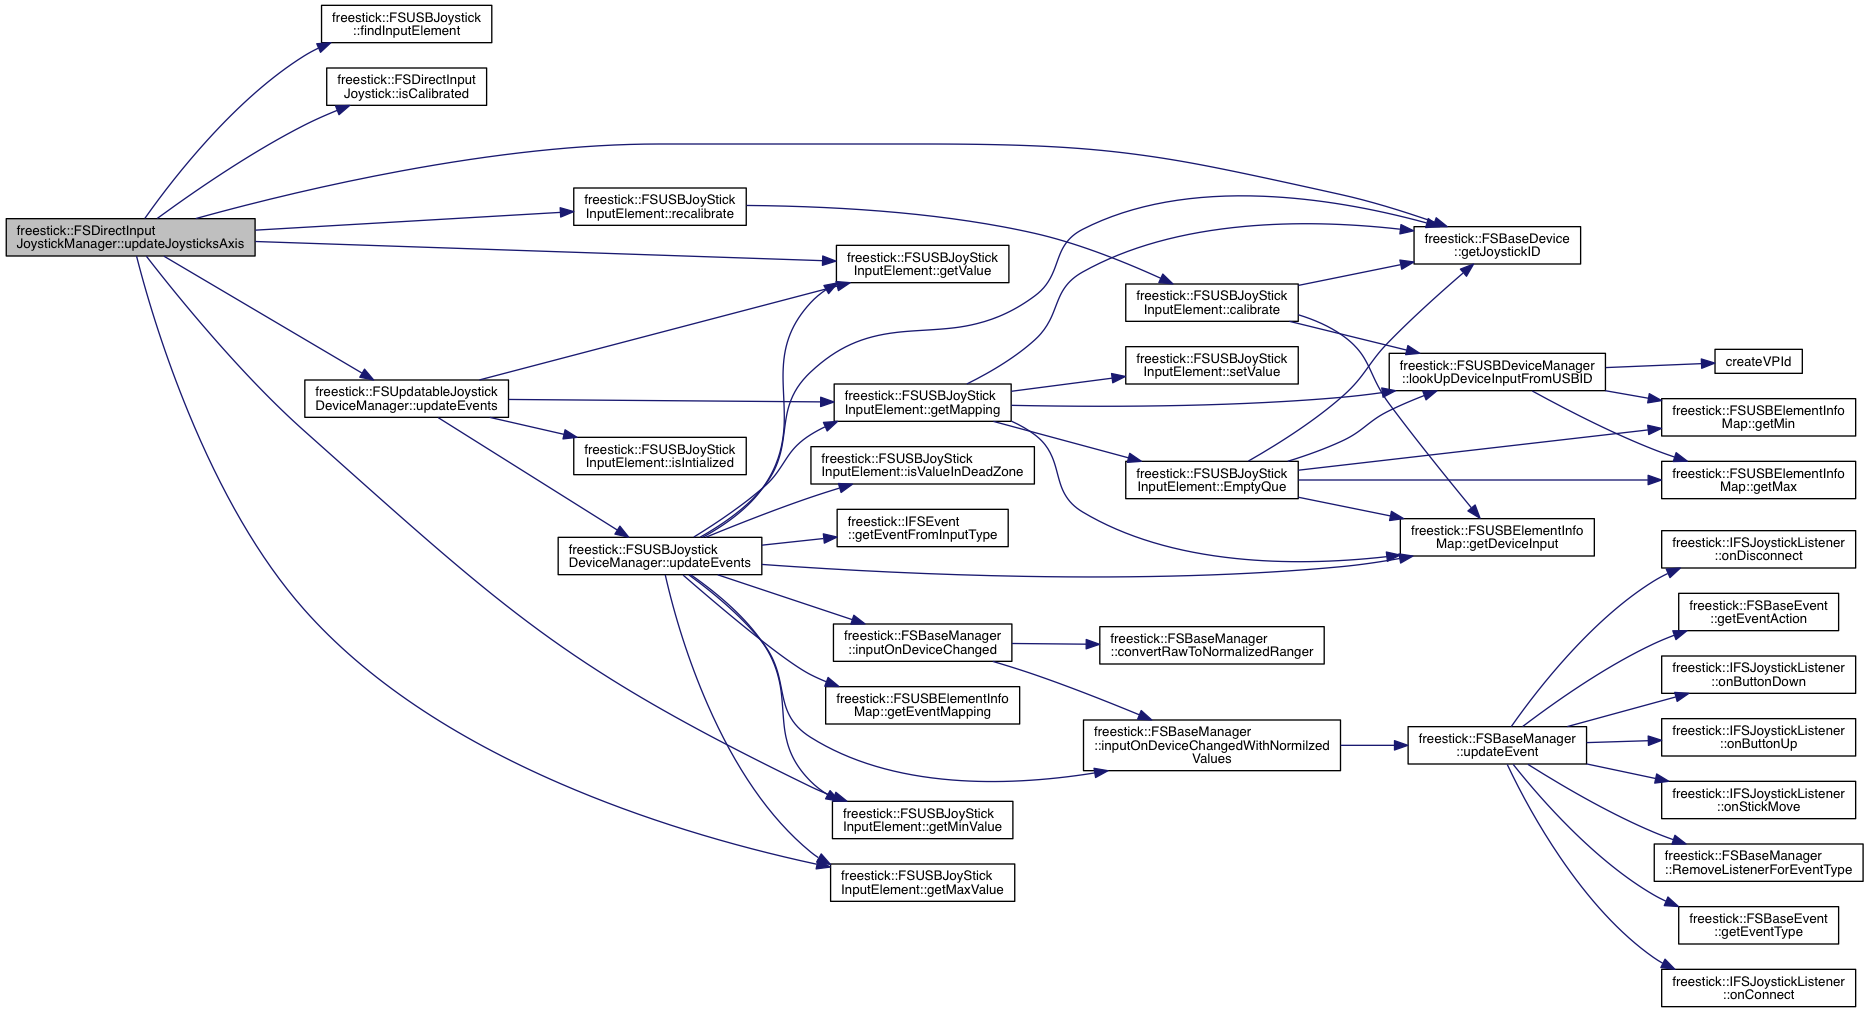 freestick::FSUSBJoystick
::findInputElement
freestick::FSDirectInput
Joystick::isCalibrated
freestick::FSDirectInput
JoystickManager::updateJoysticksAxis
freestick::FSUSBJoyStick
InputElement::recalibrate
freestick::FSUSBJoyStick
InputElement::getValue
freestick::FSBaseDevice
::getJoystickID
freestick::FSUSBJoyStick
InputElement::calibrate
freestick::FSUpdatableJoystick
DeviceManager::updateEvents
freestick::FSUSBJoyStick
InputElement::setValue
freestick::FSUSBDeviceManager
::lookUpDeviceInputFromUSBID
createVPId
freestick::FSUSBJoyStick
InputElement::getMapping
freestick::FSUSBElementInfo
Map::getMin
freestick::FSUSBJoyStick
InputElement::isIntialized
freestick::FSUSBJoyStick
InputElement::isValueInDeadZone
freestick::FSUSBJoyStick
InputElement::EmptyQue
freestick::FSUSBElementInfo
Map::getMax
freestick::IFSEvent
::getEventFromInputType
freestick::FSUSBElementInfo
Map::getDeviceInput
freestick::FSUSBJoystick
DeviceManager::updateEvents
freestick::IFSJoystickListener
::onDisconnect
freestick::FSBaseEvent
::getEventAction
freestick::FSBaseManager
::inputOnDeviceChanged
freestick::FSBaseManager
::convertRawToNormalizedRanger
freestick::IFSJoystickListener
::onButtonDown
freestick::FSUSBElementInfo
Map::getEventMapping
freestick::FSBaseManager
::inputOnDeviceChangedWithNormilzed
Values
freestick::FSBaseManager
::updateEvent
freestick::IFSJoystickListener
::onButtonUp
freestick::IFSJoystickListener
::onStickMove
freestick::FSUSBJoyStick
InputElement::getMinValue
freestick::FSBaseManager
::RemoveListenerForEventType
freestick::FSUSBJoyStick
InputElement::getMaxValue
freestick::FSBaseEvent
::getEventType
freestick::IFSJoystickListener
::onConnect